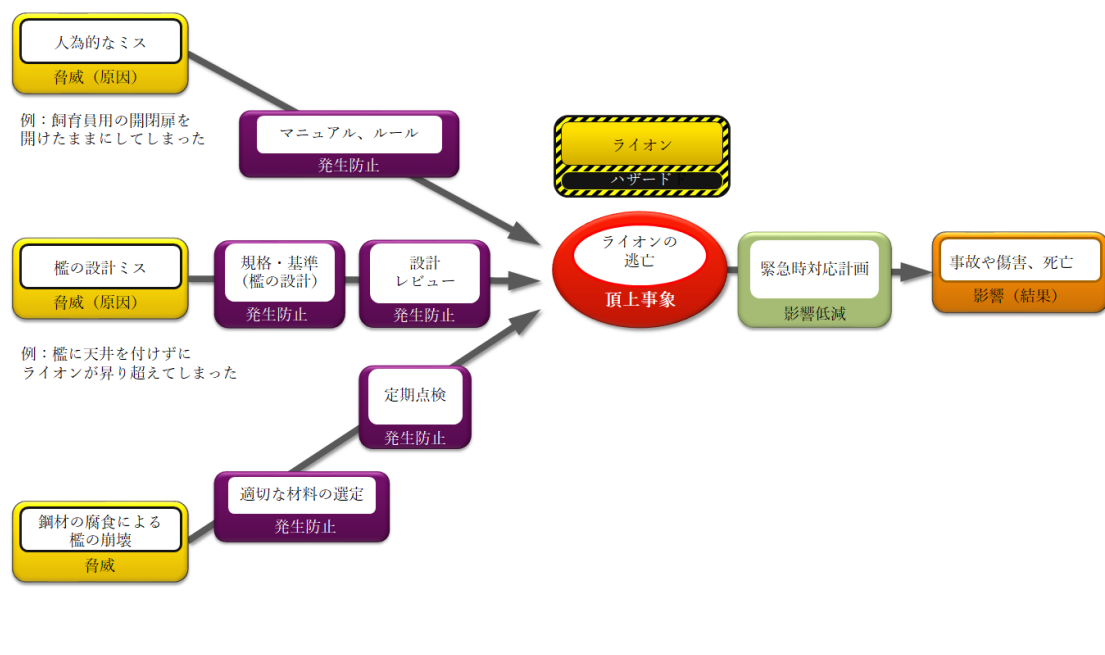 人為的なミス
脅威（原因）
例：飼育員用の開閉扉を
開けたままにしてしまった
マニュアル、ルール
発生防止
ライオン
ハザード
檻の設計ミス
脅威（原因）
規格・基準
（檻の設計）
発生防止
設計
レビュー
発生防止
ライオンの
逃亡
頂上事象
緊急時対応計画
影響低減
事故や傷害、死亡
影響（結果）
例：檻に天井を付けずに
ライオンが昇り超えてしまった
定期点検
発生防止
適切な材料の選定
発生防止
鋼材の腐食による
檻の崩壊
脅威